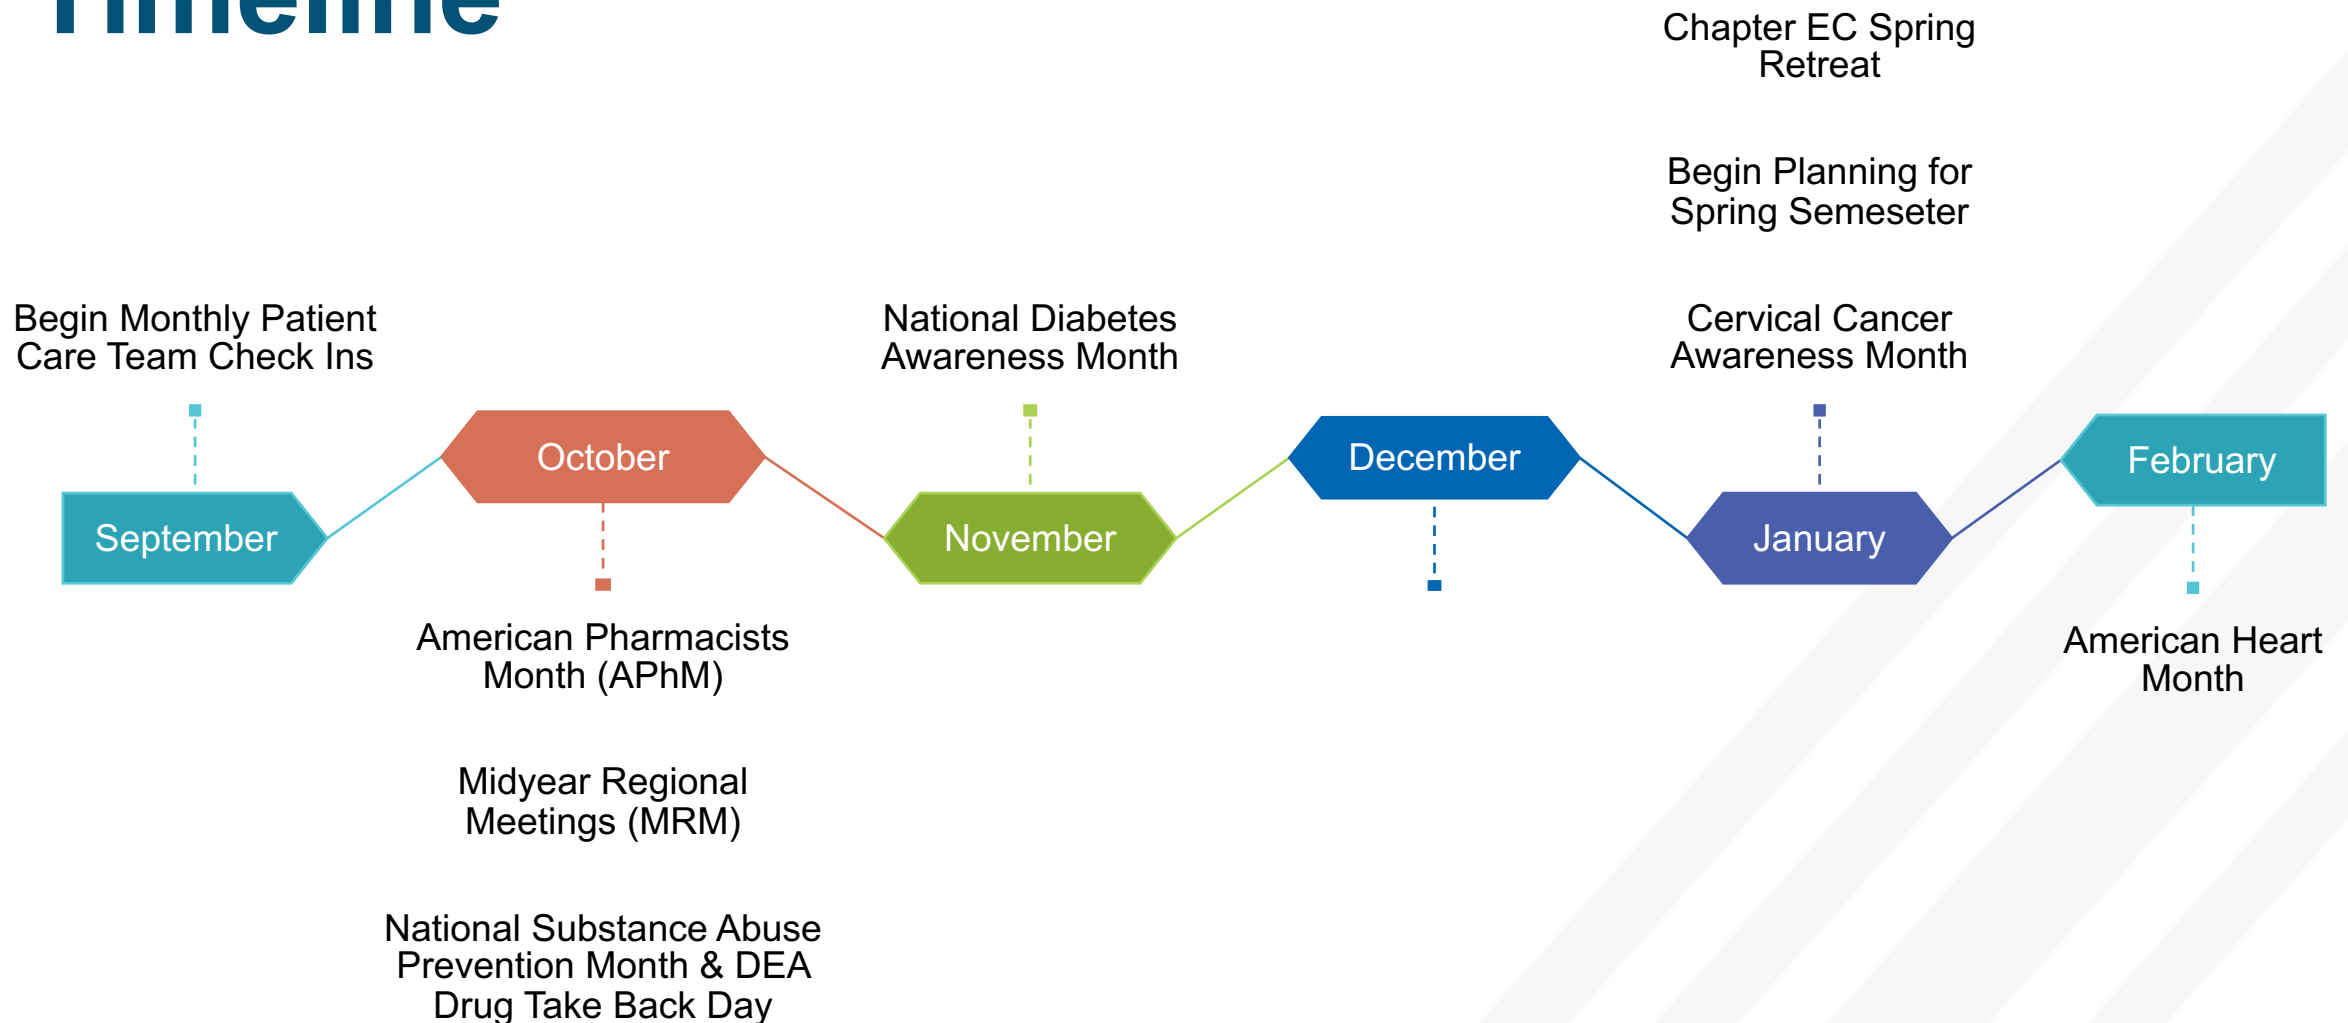 Timeline
Chapter EC Spring
Retreat
Begin Planning for
Spring Semeseter
Begin Monthly Patient
Care Team Check Ins
National Diabetes
Awareness Month
Cervical Cancer
Awareness Month
September
October
November
December
January
February
American Pharmacists
Month (APhM)
Midyear Regional
Meetings (MRM)
National Substance Abuse
Prevention Month & DEA
Drug Take Back Day
American Heart
Month